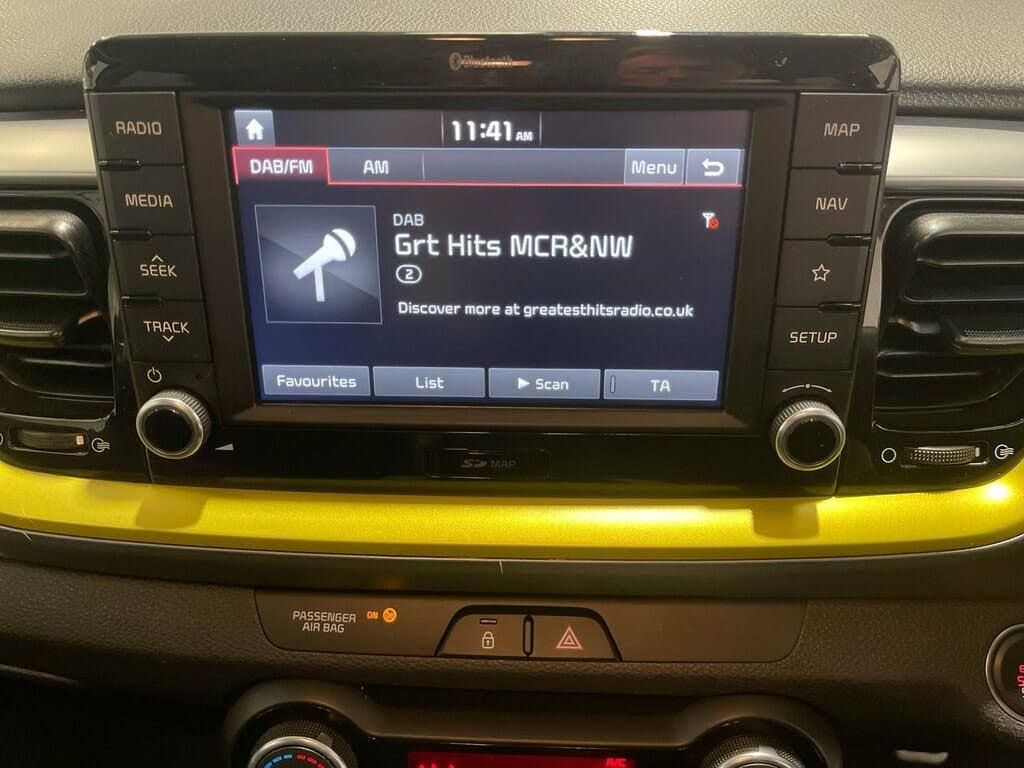 Bluetooth
RADIO
MEDIA
SEEK
TRACK
11:41 AM
DAB/FM AM Menu
DAB
Grt Hits MCR&NW
2
Discover more at greatesthitsradio.co.uk
Favourites List Scan TA
MAP
NAV
SETUP
SD MAP
PASSENGER
AIR BAG
ON
A/C